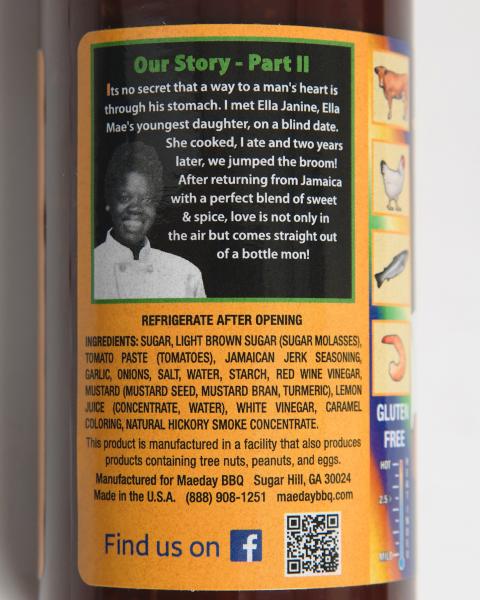 Our Story - Part II
Its no secret that a way to a man's heart is
through his stomach. I met Ella Janine, Ella
Mae's youngest daughter, on a blind date.
She cooked, I ate and two years
later, we jumped the broom!
After returning from Jamaica
with a perfect blend of sweet
& spice, love is not only in
the air but comes straight out
of a bottle mon!
REFRIGERATE AFTER OPENING
INGREDIENTS: SUGAR, LIGHT BROWN SUGAR (SUGAR MOLASSES),
TOMATO PASTE (TOMATOES), JAMAICAN JERK SEASONING,
GARLIC, ONIONS, SALT, WATER, STARCH, RED WINE VINEGAR,
MUSTARD (MUSTARD SEED, MUSTARD BRAN, TURMERIC), LEMON
JUICE (CONCENTRATE, WATER), WHITE VINEGAR, CARAMEL
COLORING, NATURAL HICKORY SMOKE CONCENTRATE.
This product is manufactured in a facility that also produces
products containing tree nuts, peanuts, and eggs.
Manufactured for Maeday BBQ Sugar Hill, GA 30024
Made in the U.S.A. (888) 908-1251 maedaybbq.com
Find us on f
GLUTEN
FREE
HOT
2.5
MILD